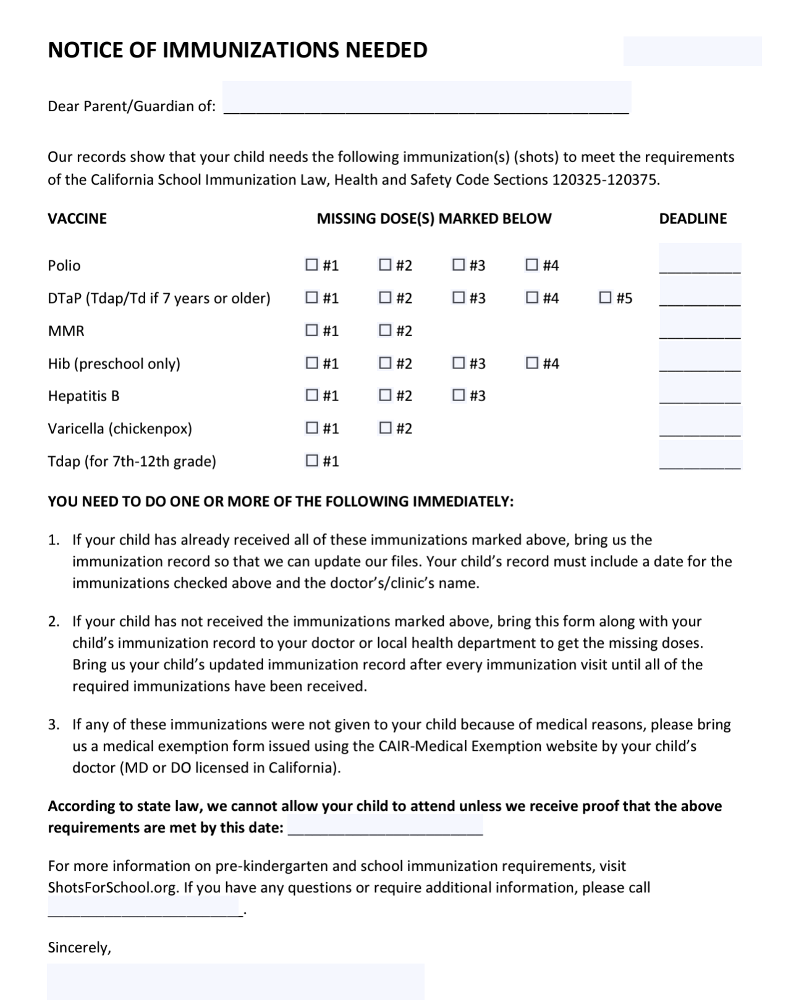 NOTICE OF IMMUNIZATIONS NEEDED
Dear Parent/Guardian of: ____________________
Our records show that your child needs the following immunization(s) (shots) to meet the requirements
of the California School Immunization Law, Health and Safety Code Sections 120325-120375.
VACCINE MISSING DOSE(S) MARKED BELOW DEADLINE
Polio ☐ #1 ☐ #2 ☐ #3 ☐ #4 __________
DTaP (Tdap/Td if 7 years or older) ☐ #1 ☐ #2 ☐ #3 ☐ #4 ☐ #5 __________
MMR ☐ #1 ☐ #2 __________
Hib (preschool only) ☐ #1 ☐ #2 ☐ #3 ☐ #4 __________
Hepatitis B ☐ #1 ☐ #2 ☐ #3 __________
Varicella (chickenpox) ☐ #1 ☐ #2 __________
Tdap (for 7th-12th grade) ☐ #1 __________
YOU NEED TO DO ONE OR MORE OF THE FOLLOWING IMMEDIATELY:
1. If your child has already received all of these immunizations marked above, bring us the
immunization record so that we can update our files. Your child’s record must include a date for the
immunizations checked above and the doctor’s/clinic’s name.
2. If your child has not received the immunizations marked above, bring this form along with your
child’s immunization record to your doctor or local health department to get the missing doses.
Bring us your child’s updated immunization record after every immunization visit until all of the
required immunizations have been received.
3. If any of these immunizations were not given to your child because of medical reasons, please bring
us a medical exemption form issued using the CAIR-Medical Exemption website by your child’s
doctor (MD or DO licensed in California).
According to state law, we cannot allow your child to attend unless we receive proof that the above
requirements are met by this date: ____________________
For more information on pre-kindergarten and school immunization requirements, visit
ShotsForSchool.org. If you have any questions or require additional information, please call
____________________.
Sincerely,